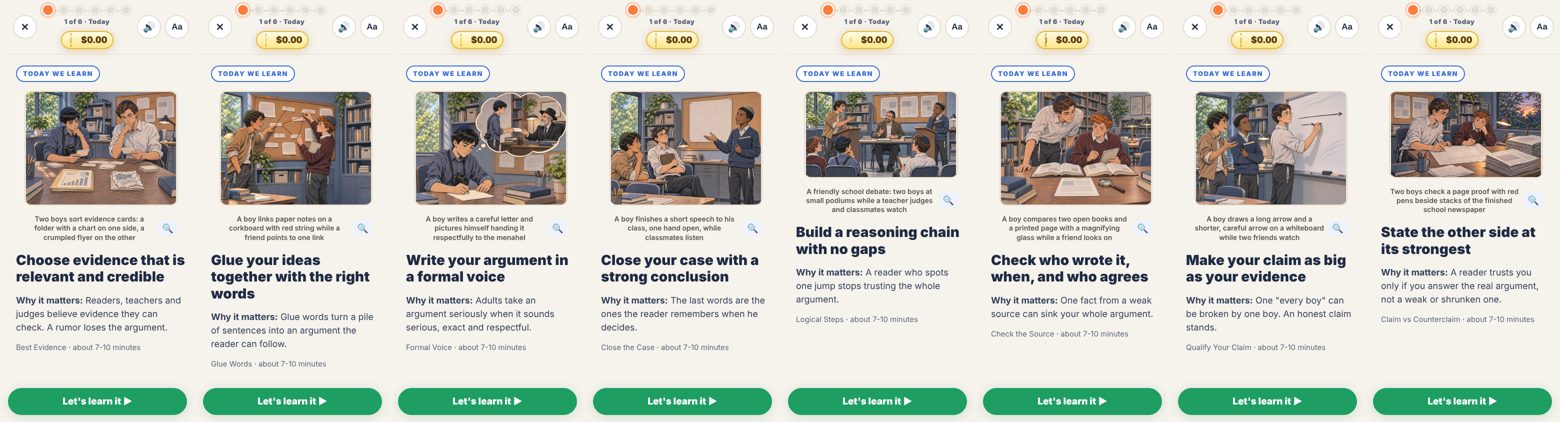 1 of 6 · Today
$0.00
Aa
TODAY WE LEARN
Two boys sort evidence cards: a
folder with a chart on one side, a
crumpled flyer on the other
Choose evidence that is
relevant and credible
Why it matters: Readers, teachers and
judges believe evidence they can
check. A rumor loses the argument.
Best Evidence · about 7-10 minutes
Let's learn it ▶
1 of 6 · Today
$0.00
Aa
TODAY WE LEARN
A boy links paper notes on a
corkboard with red string while a
friend points to one link
Glue your ideas
together with the right
words
Why it matters: Glue words turn a pile
of sentences into an argument the
reader can follow.
Glue Words · about 7-10 minutes
Let's learn it ▶
1 of 6 · Today
$0.00
Aa
TODAY WE LEARN
A boy writes a careful letter and
pictures himself handing it
respectfully to the menahel
Write your argument in
a formal voice
Why it matters: Adults take an
argument seriously when it sounds
serious, exact and respectful.
Formal Voice · about 7-10 minutes
Let's learn it ▶
1 of 6 · Today
$0.00
Aa
TODAY WE LEARN
A boy finishes a short speech to his
class, one hand open, while
classmates listen
Close your case with a
strong conclusion
Why it matters: The last words are the
ones the reader remembers when he
decides.
Close the Case · about 7-10 minutes
Let's learn it ▶
1 of 6 · Today
$0.00
Aa
TODAY WE LEARN
A friendly school debate: two boys at
small podiums while a teacher judges
and classmates watch
Build a reasoning chain
with no gaps
Why it matters: A reader who spots
one jump stops trusting the whole
argument.
Logical Steps · about 7-10 minutes
Let's learn it ▶
1 of 6 · Today
$0.00
Aa
TODAY WE LEARN
A boy compares two open books and
a printed page with a magnifying
glass while a friend looks on
Check who wrote it,
when, and who agrees
Why it matters: One fact from a weak
source can sink your whole argument.
Check the Source · about 7-10 minutes
Let's learn it ▶
1 of 6 · Today
$0.00
Aa
TODAY WE LEARN
A boy draws a long arrow and a
shorter, careful arrow on a whiteboard
while two friends watch
Make your claim as big
as your evidence
Why it matters: One "every boy" can
be broken by one boy. An honest claim
stands.
Qualify Your Claim · about 7-10 minutes
Let's learn it ▶
1 of 6 · Today
$0.00
Aa
TODAY WE LEARN
Two boys check a page proof with red
pens beside stacks of the finished
school newspaper
State the other side at
its strongest
Why it matters: A reader trusts you
only if you answer the real argument,
not a weak or shrunken one.
Claim vs Counterclaim · about 7-10 minutes
Let's learn it ▶